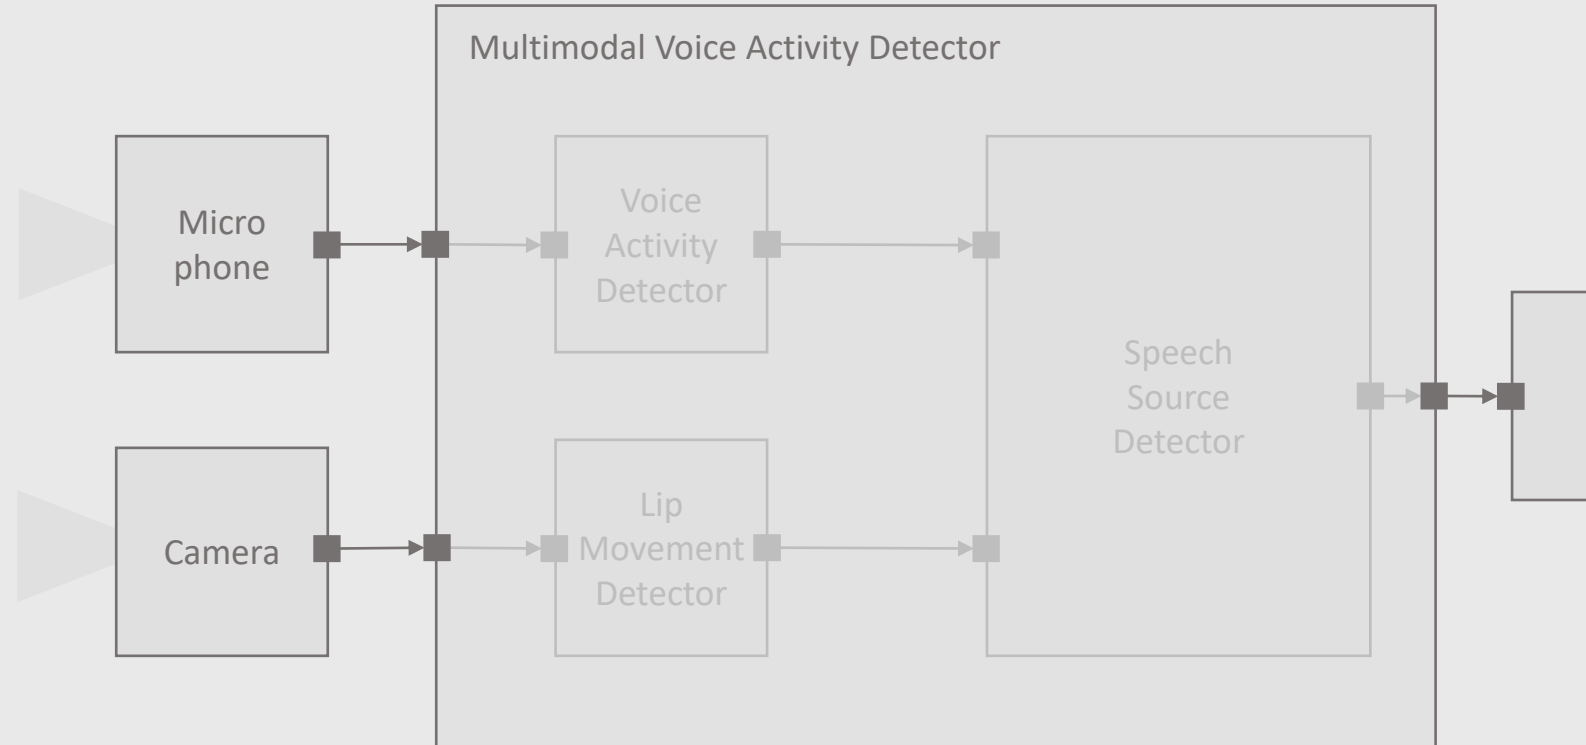 Multimodal Voice Activity Detector
Micro
phone
Voice
Activity
Detector
Speech
Source
Detector
Camera
Lip
Movement
Detector